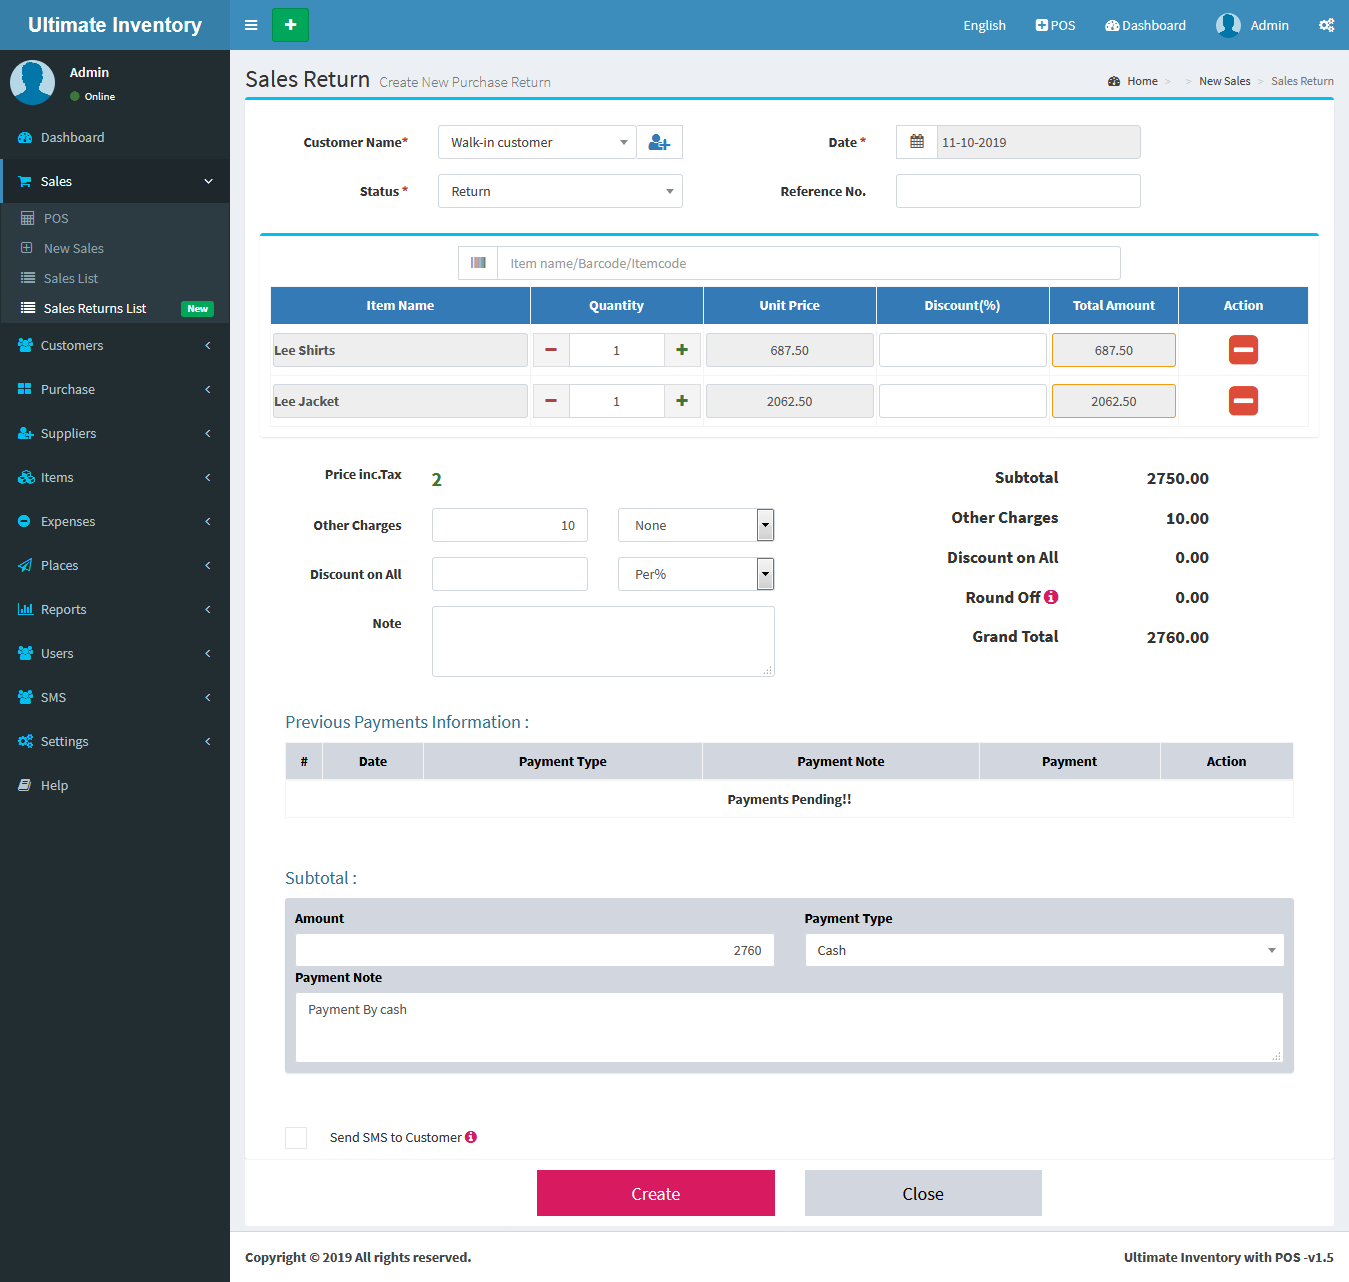 Ultimate Inventory
English POS Dashboard Admin
Admin
Online
Dashboard
Sales
POS
New Sales
Sales List
Sales Returns List New
Customers
Purchase
Suppliers
Items
Expenses
Places
Reports
Users
SMS
Settings
Help
Sales Return Create New Purchase Return
Home > > New Sales > Sales Return
Customer Name* Walk-in customer Date * 11-10-2019
Status * Return Reference No.
Item name/Barcode/Itemcode
Item Name Quantity Unit Price Discount(%) Total Amount Action
Lee Shirts 1 687.50 687.50
Lee Jacket 1 2062.50 2062.50
Price inc.Tax 2
Other Charges 10 None
Discount on All Per%
Note
Subtotal 2750.00
Other Charges 10.00
Discount on All 0.00
Round Off 0.00
Grand Total 2760.00
Previous Payments Information :
# Date Payment Type Payment Note Payment Action
Payments Pending!!
Subtotal :
Amount Payment Type
2760 Cash
Payment Note
Payment By cash
Send SMS to Customer
Create Close
Copyright © 2019 All rights reserved. Ultimate Inventory with POS -v1.5